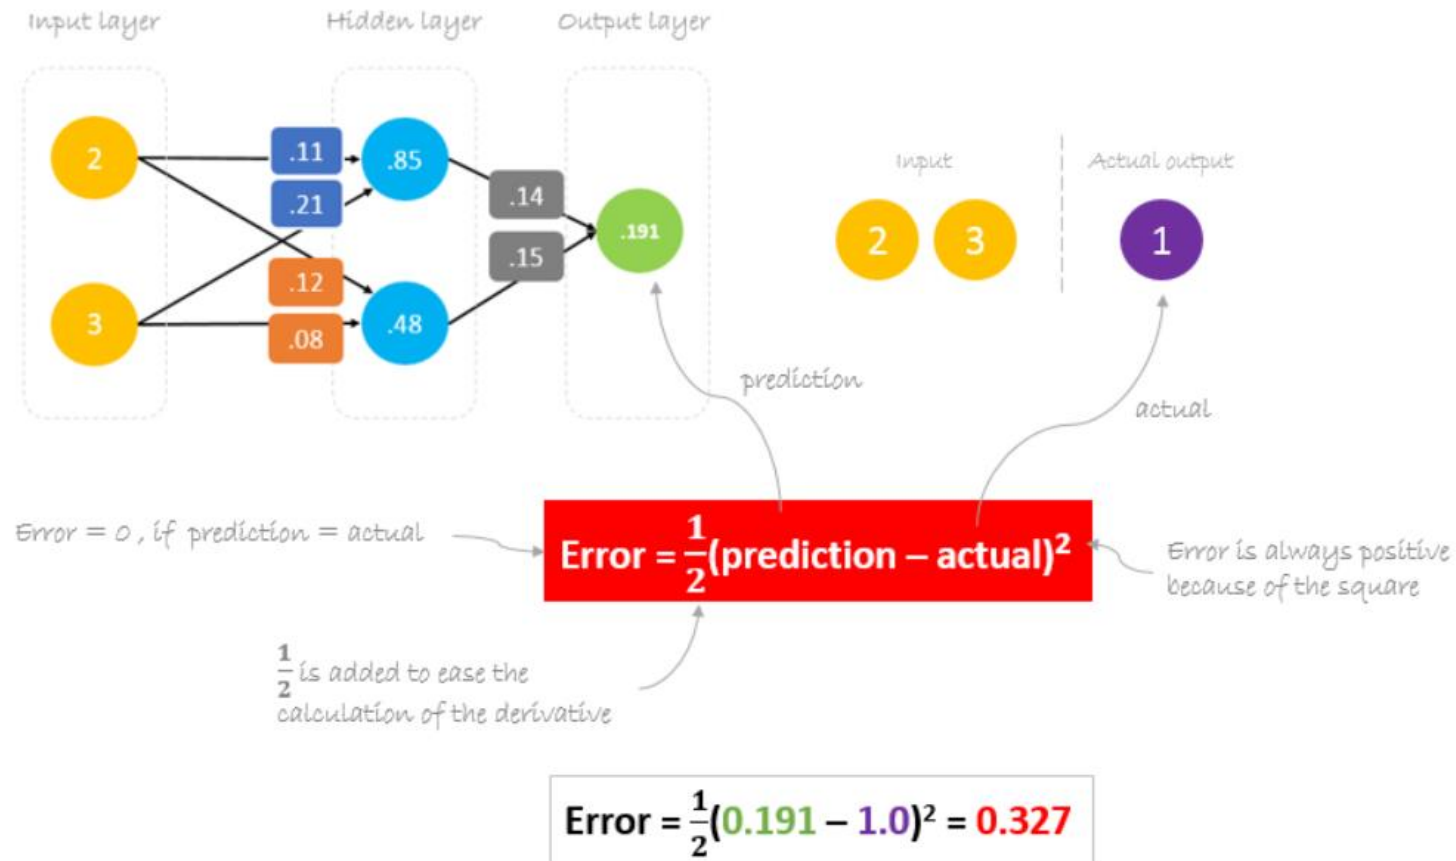 Input layer
Hidden layer
Output layer
2
.11
.85
.21
.14
.191
.15
.12
3
.08
.48
Input
Actual output
2 3
1
prediction
actual
Error = 0 , if prediction = actual
Error = 1/2(prediction – actual)²
Error is always positive
because of the square
1/2 is added to ease the
calculation of the derivative
Error = 1/2(0.191 – 1.0)² = 0.327